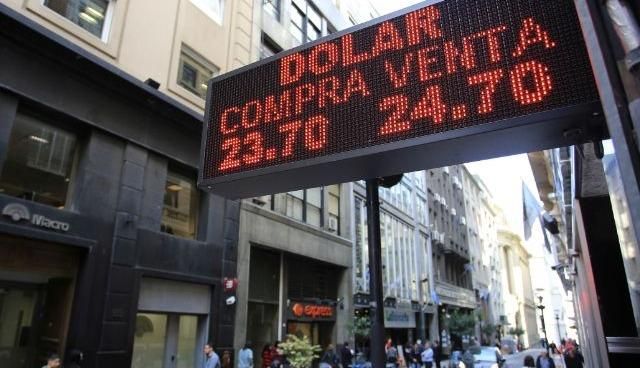 DOLAR
COMPRA VENTA
23.70 24.70
Macro
express